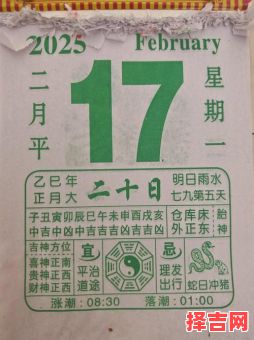 2025 February
二月平
17
星期一
乙巳年
正月大
二十日
明日雨水
七九第五天
子丑寅卯辰巳午未申酉戌亥
中吉中凶中吉吉凶凶吉吉
仓库床
外正东
胎神
吉神方位
喜神正南
贵神正西
财神正西
宜
平治道途
忌
理发出行
蛇日冲猪
涨潮:08:30 落潮:01:00
择吉网